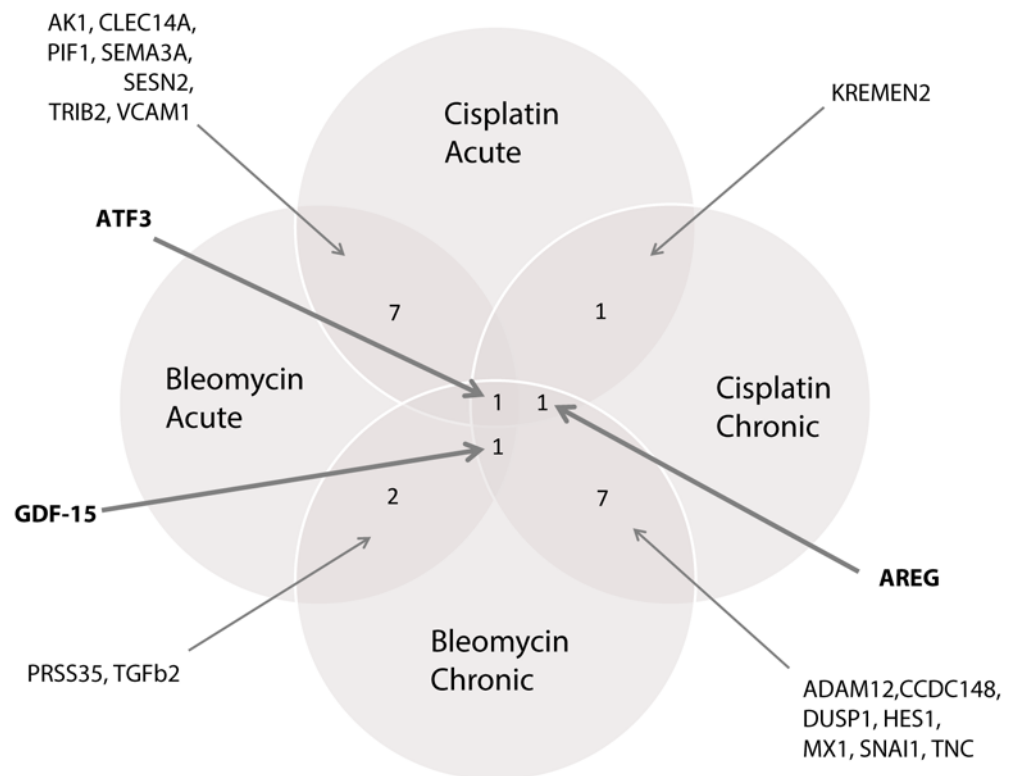 AK1, CLEC14A,
PIF1, SEMA3A,
SESN2,
TRIB2, VCAM1
Cisplatin
Acute
KREMEN2
ATF3
7
1
Bleomycin
Acute
Cisplatin
Chronic
1
1
1
GDF-15
2
7
AREG
Bleomycin
Chronic
PRSS35, TGFb2
ADAM12,CCDC148,
DUSP1, HES1,
MX1, SNAI1, TNC